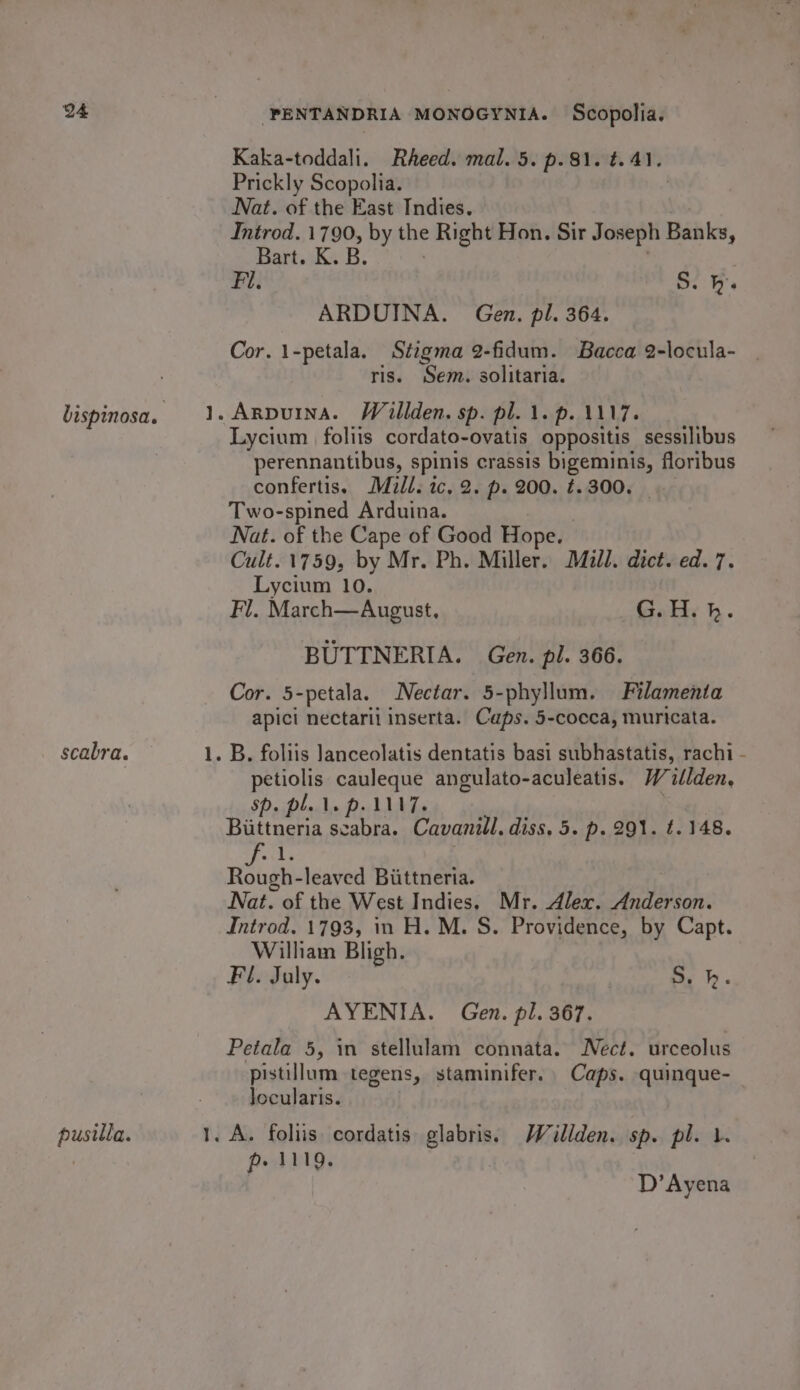 24 PENTANDRIA MONOGYNIA. Scopolia.
Kaka-toddali. Rheed. mal. 5. p. 81. t. 41.
Prickly Scopolia.
Nat. of the East Indies.
Introd. 1790, by the Right Hon. Sir Joseph Banks,
Bart. K. B.
Fl. S. ♄.
ARDUINA. Gen. pl. 364.
Cor. 1-petala. Stigma 2-fidum. Bacca 2-locula-
ris. Sem. solitaria.
bispinosa. 1. ARDUINA. Willden. sp. pl. 1. p. 1117.
Lycium foliis cordato-ovatis oppositis sessilibus
perennantibus, spinis crassis bigeminis, floribus
confertis. Mill. ic. 2. p. 200. t. 300.
Two-spined Arduina.
Nat. of the Cape of Good Hope.
Cult. 1759, by Mr. Ph. Miller. Mill. dict. ed. 7.
Lycium 10.
Fl. March—August. G. H. ♄.
BÜTTNERIA. Gen. pl. 366.
Cor. 5-petala. Nectar. 5-phyllum. Filamenta
apici nectarii inserta. Caps. 5-cocca, muricata.
scabra. 1. B. foliis lanceolatis dentatis basi subhastatis, rachi
petiolis cauleque angulato-aculeatis. Willden.
sp. pl. 1. p. 1117.
Büttneria scabra. Cavanill. diss. 5. p. 291. t. 148.
f. 1.
Rough-leaved Büttneria.
Nat. of the West Indies. Mr. Alex. Anderson.
Introd. 1793, in H. M. S. Providence, by Capt.
William Bligh.
Fl. July. S. ♄.
AYENIA. Gen. pl. 367.
Petala 5, in stellulam connata. Nect. urceolus
pistillum tegens, staminifer. Caps. quinque-
locularis.
pusilla. 1. A. foliis cordatis glabris. Willden. sp. pl. 1.
p. 1119.
D'Ayena